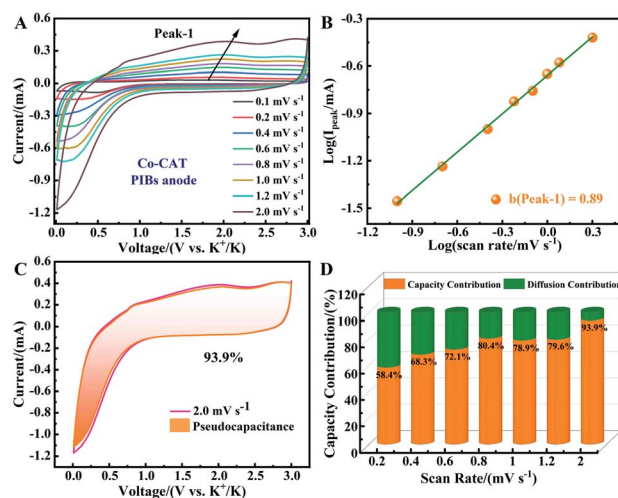 A
Current/(mA)
0.6
0.3
0.0
-0.3
-0.6
-0.9
-1.2
Peak-1
Co-CAT
PIBs anode
0.1 mV s⁻¹
0.2 mV s⁻¹
0.4 mV s⁻¹
0.6 mV s⁻¹
0.8 mV s⁻¹
1.0 mV s⁻¹
1.2 mV s⁻¹
2.0 mV s⁻¹
0.0 0.5 1.0 1.5 2.0 2.5 3.0
Voltage/(V vs. K⁺/K)
B
Log(I_peak/mA)
-0.3
-0.6
-0.9
-1.2
-1.5
b(Peak-1) = 0.89
-1.2 -0.9 -0.6 -0.3 0.0 0.3
Log(scan rate/mV s⁻¹)
C
Current/(mA)
0.6
0.4
0.2
0.0
-0.2
-0.4
-0.6
-0.8
-1.0
-1.2
93.9%
2.0 mV s⁻¹
Pseudocapacitance
0.0 0.5 1.0 1.5 2.0 2.5 3.0
Voltage/(V vs. K⁺/K)
D
Capacity Contribution/(%)
Capacity Contribution
Diffusion Contribution
120
100
80
60
40
20
0
58.4%
68.3%
72.1%
80.4%
78.9%
79.6%
93.9%
0.2 0.4 0.6 0.8 1 1.2 2
Scan Rate/(mV s⁻¹)